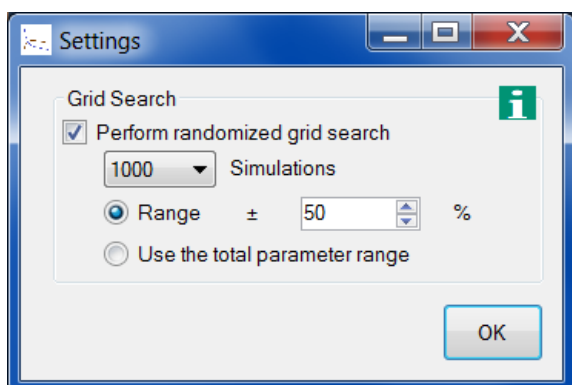 Settings
Grid Search
Perform randomized grid search
1000 Simulations
Range ± 50 %
Use the total parameter range
OK